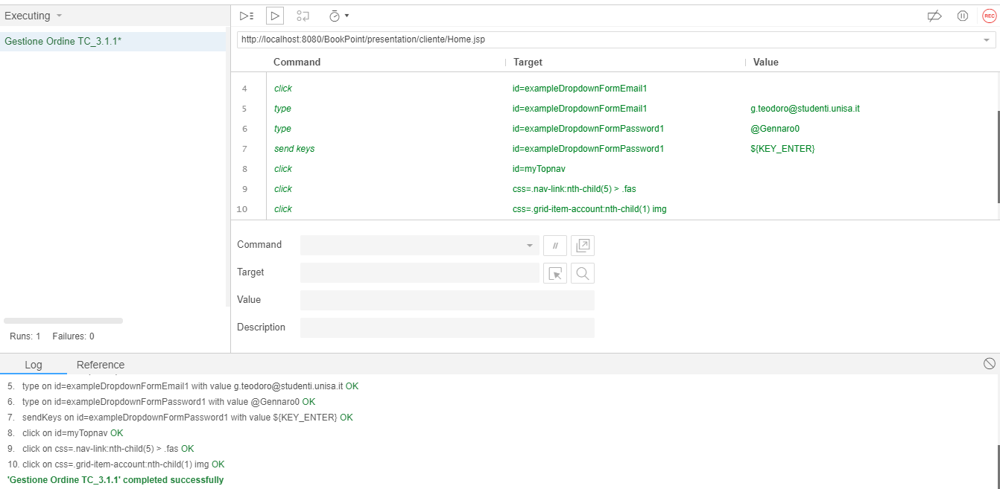 Executing
REC
Gestione Ordine TC_3.1.1*
http://localhost:8080/BookPoint/presentation/cliente/Home.jsp
Command Target Value
4 click id=exampleDropdownFormEmail1
5 type id=exampleDropdownFormEmail1 g.teodoro@studenti.unisa.it
6 type id=exampleDropdownFormPassword1 @Gennaro0
7 send keys id=exampleDropdownFormPassword1 ${KEY_ENTER}
8 click id=myTopnav
9 click css=.nav-link:nth-child(5) > .fas
10 click css=.grid-item-account:nth-child(1) img
Command //
Target
Value
Description
Runs: 1 Failures: 0
Log Reference
5. type on id=exampleDropdownFormEmail1 with value g.teodoro@studenti.unisa.it OK
6. type on id=exampleDropdownFormPassword1 with value @Gennaro0 OK
7. sendKeys on id=exampleDropdownFormPassword1 with value ${KEY_ENTER} OK
8. click on id=myTopnav OK
9. click on css=.nav-link:nth-child(5) > .fas OK
10. click on css=.grid-item-account:nth-child(1) img OK
'Gestione Ordine TC_3.1.1' completed successfully